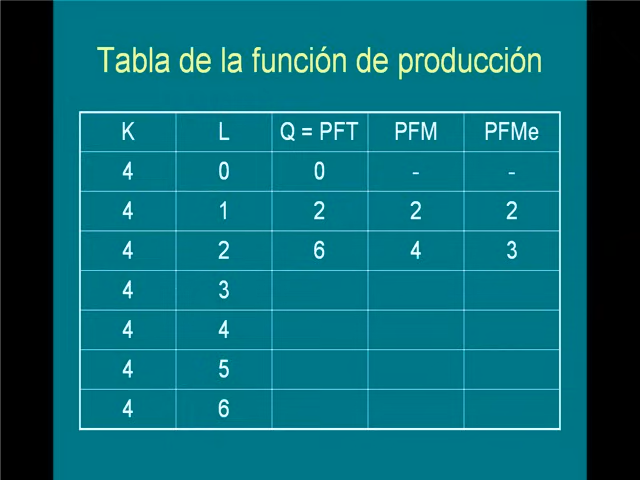 Tabla de la función de producción
K L Q = PFT PFM PFMe
4 0 0 - -
4 1 2 2 2
4 2 6 4 3
4 3
4 4
4 5
4 6